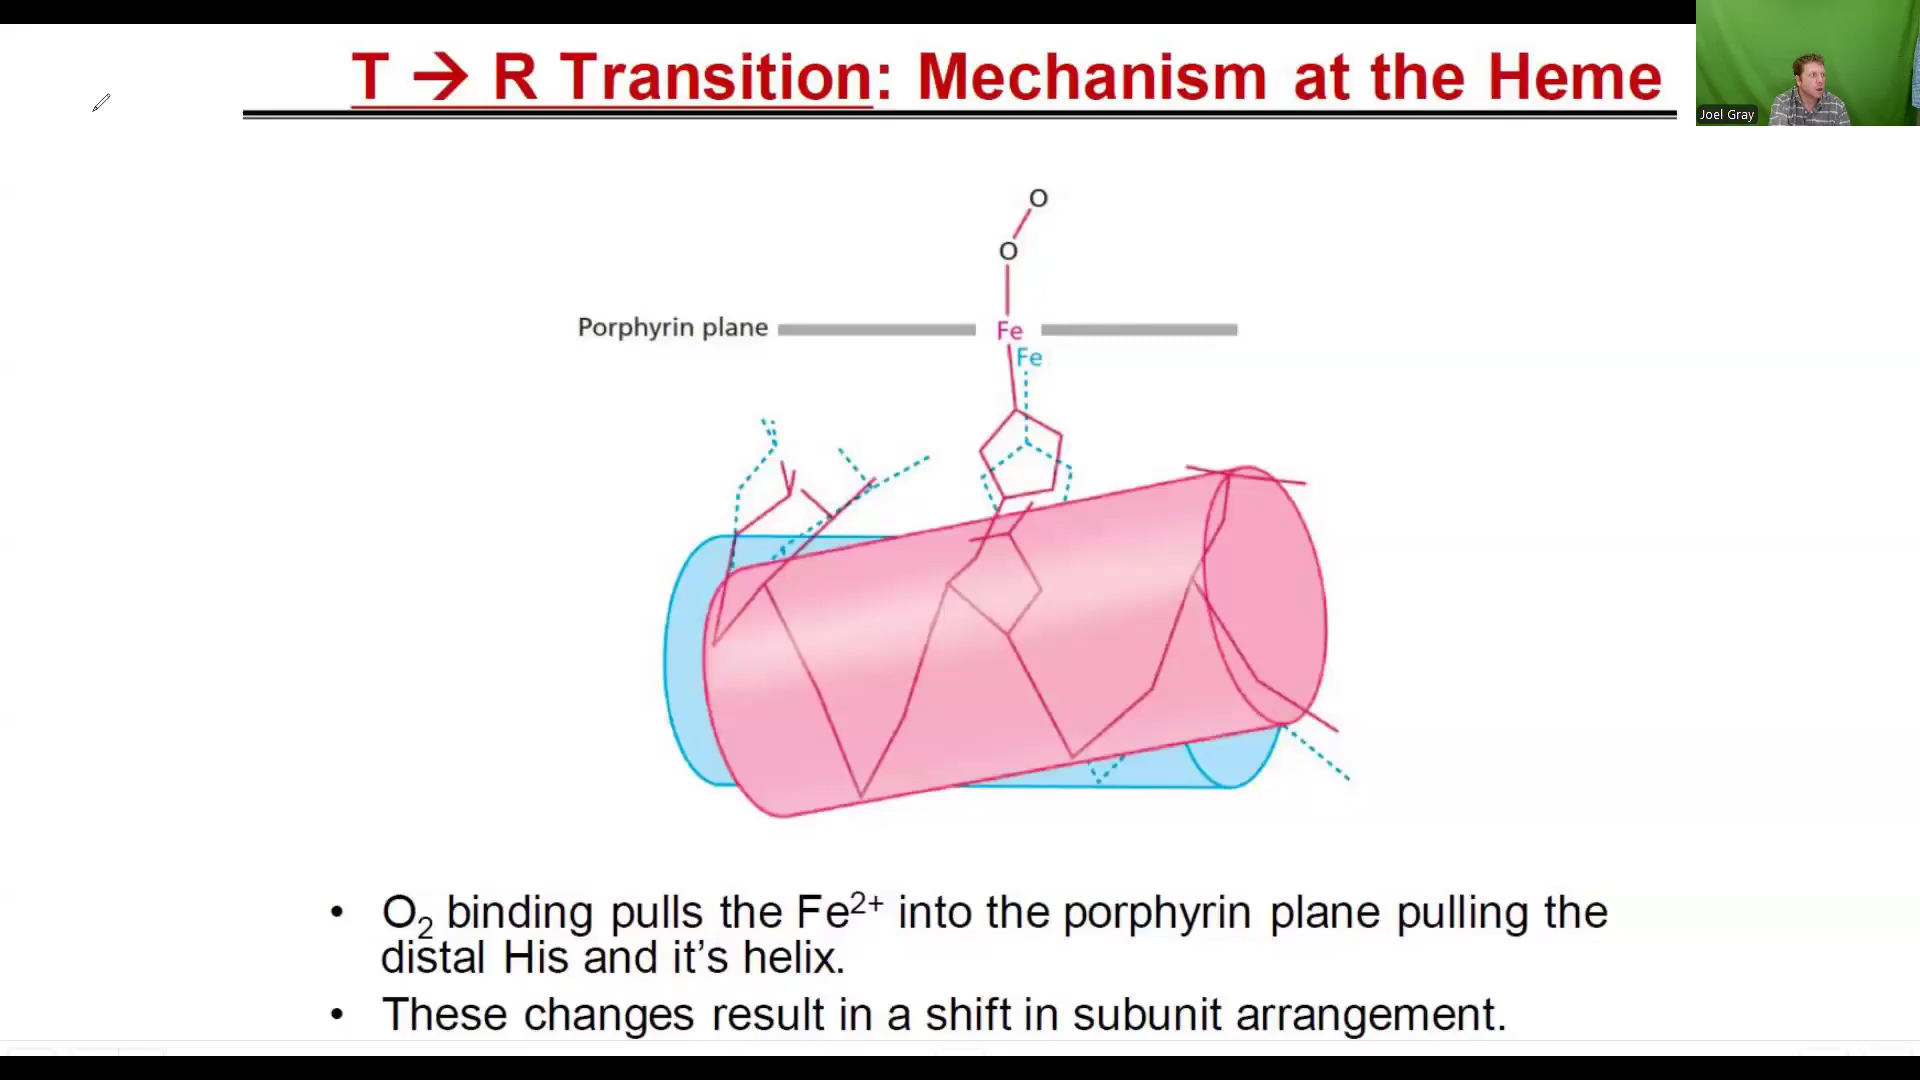 T → R Transition: Mechanism at the Heme
Joel Gray
O
O
Porphyrin plane
Fe
Fe
• O₂ binding pulls the Fe²⁺ into the porphyrin plane pulling the
distal His and it's helix.
• These changes result in a shift in subunit arrangement.